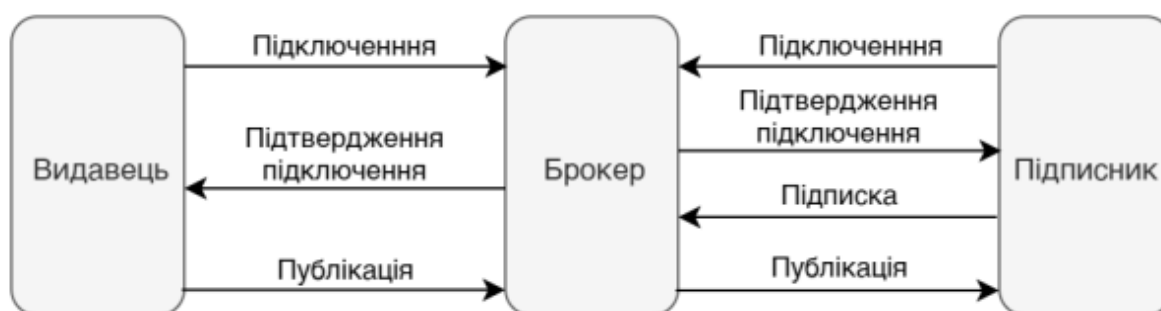 Підключенння
Підключенння
Підтвердження
підключення
Підтвердження
підключення
Видавець
Брокер
Підписник
Підписка
Публікація
Публікація